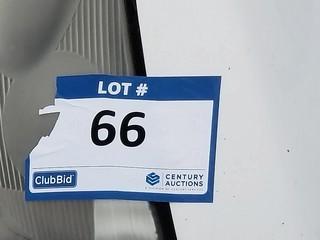 LOT #
66
ClubBid
CENTURY
AUCTIONS